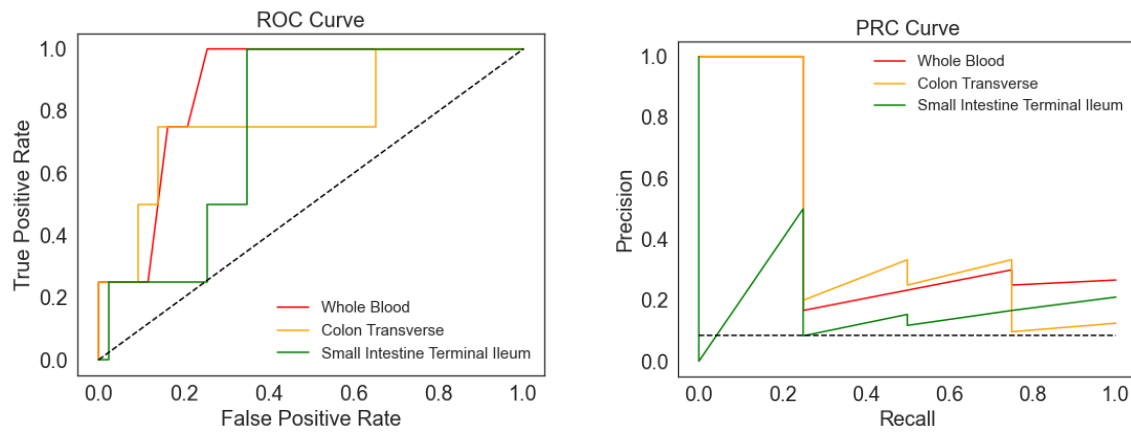 ROC Curve
1.0
0.8
0.6
0.4
0.2
0.0
True Positive Rate
Whole Blood
Colon Transverse
Small Intestine Terminal Ileum
0.0 0.2 0.4 0.6 0.8 1.0
False Positive Rate
PRC Curve
1.0
0.8
0.6
0.4
0.2
0.0
Precision
Whole Blood
Colon Transverse
Small Intestine Terminal Ileum
0.0 0.2 0.4 0.6 0.8 1.0
Recall